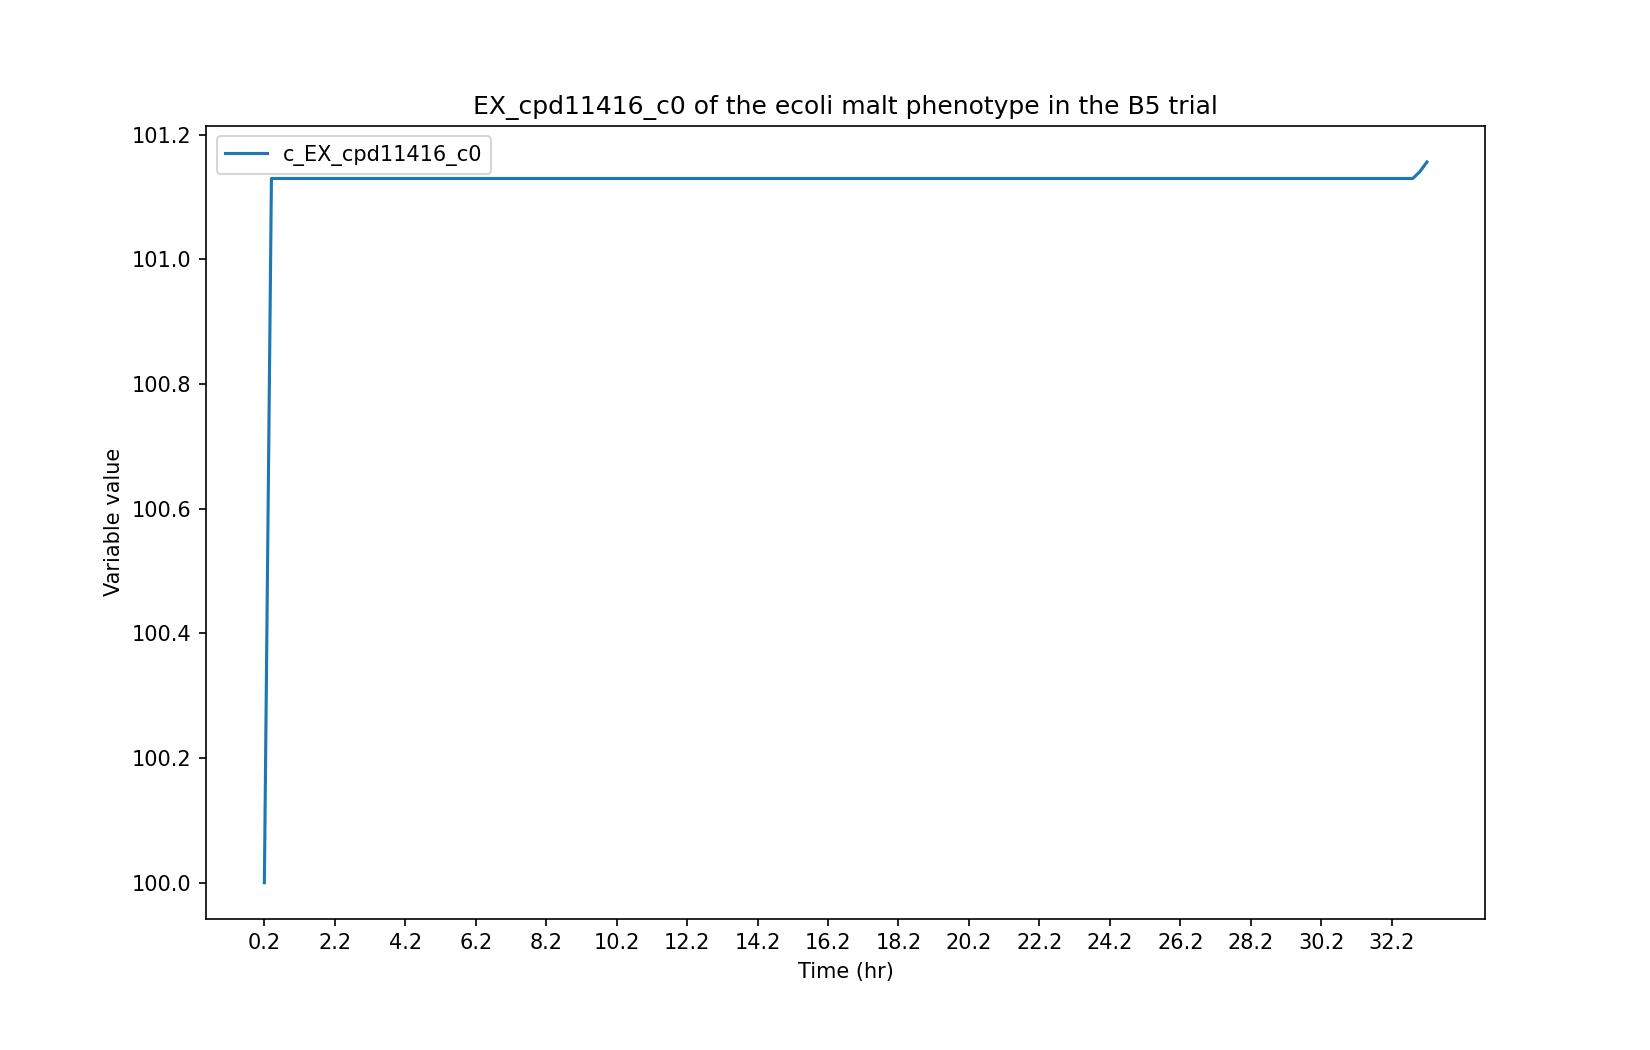 EX_cpd11416_c0 of the ecoli malt phenotype in the B5 trial
c_EX_cpd11416_c0
101.2
101.0
100.8
100.6
100.4
100.2
100.0
Variable value
0.2 2.2 4.2 6.2 8.2 10.2 12.2 14.2 16.2 18.2 20.2 22.2 24.2 26.2 28.2 30.2 32.2
Time (hr)